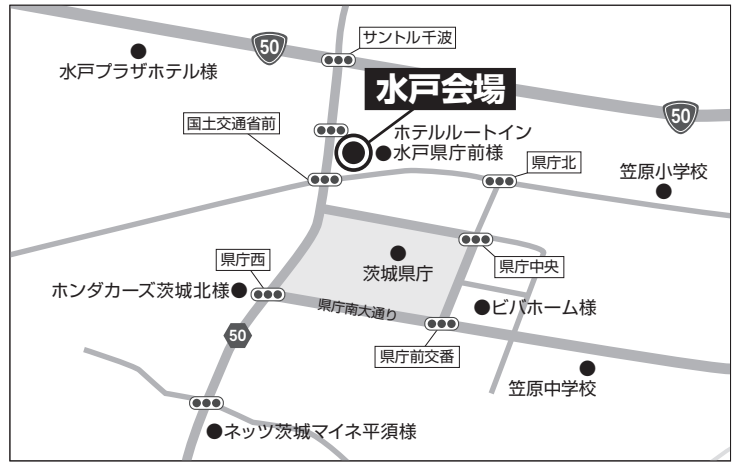 サントル千波
50
水戸プラザホテル様
水戸会場
50
国土交通省前
ホテルルートイン
水戸県庁前様
県庁北
笠原小学校
県庁西
茨城県庁
県庁中央
ホンダカーズ茨城北様
県庁南大通り
ビバホーム様
50
県庁前交番
笠原中学校
ネッツ茨城マイネ平須様